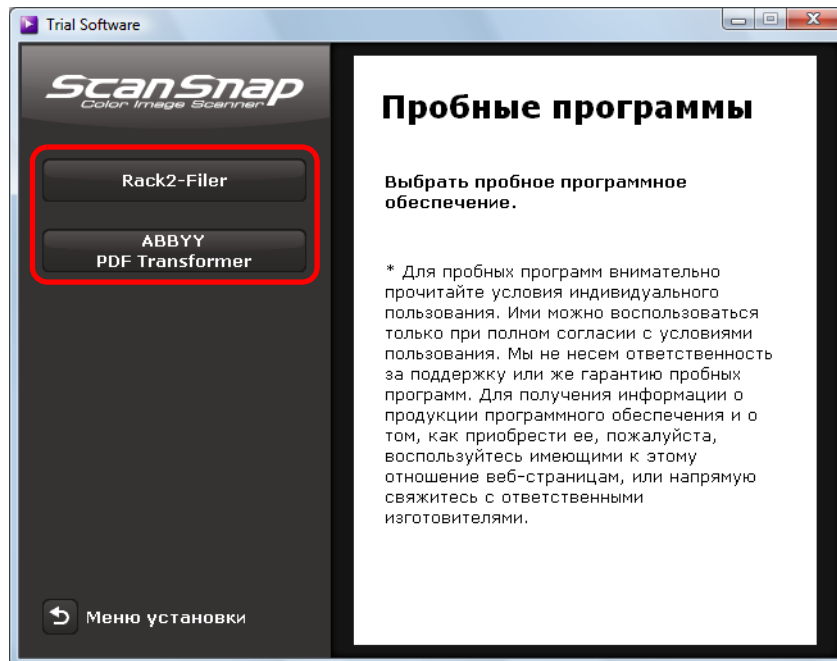 Trial Software
ScanSnap
Color Image Scanner
Rack2-Filer
ABBYY
PDF Transformer
Меню установки
Пробные программы
Выбрать пробное программное
обеспечение.
* Для пробных программ внимательно
прочитайте условия индивидуального
пользования. Ими можно воспользоваться
только при полном согласии с условиями
пользования. Мы не несем ответственность
за поддержку или же гарантию пробных
программ. Для получения информации о
продукции программного обеспечения и о
том, как приобрести ее, пожалуйста,
воспользуйтесь имеющими к этому
отношение веб-страницам, или напрямую
свяжитесь с ответственными
изготовителями.